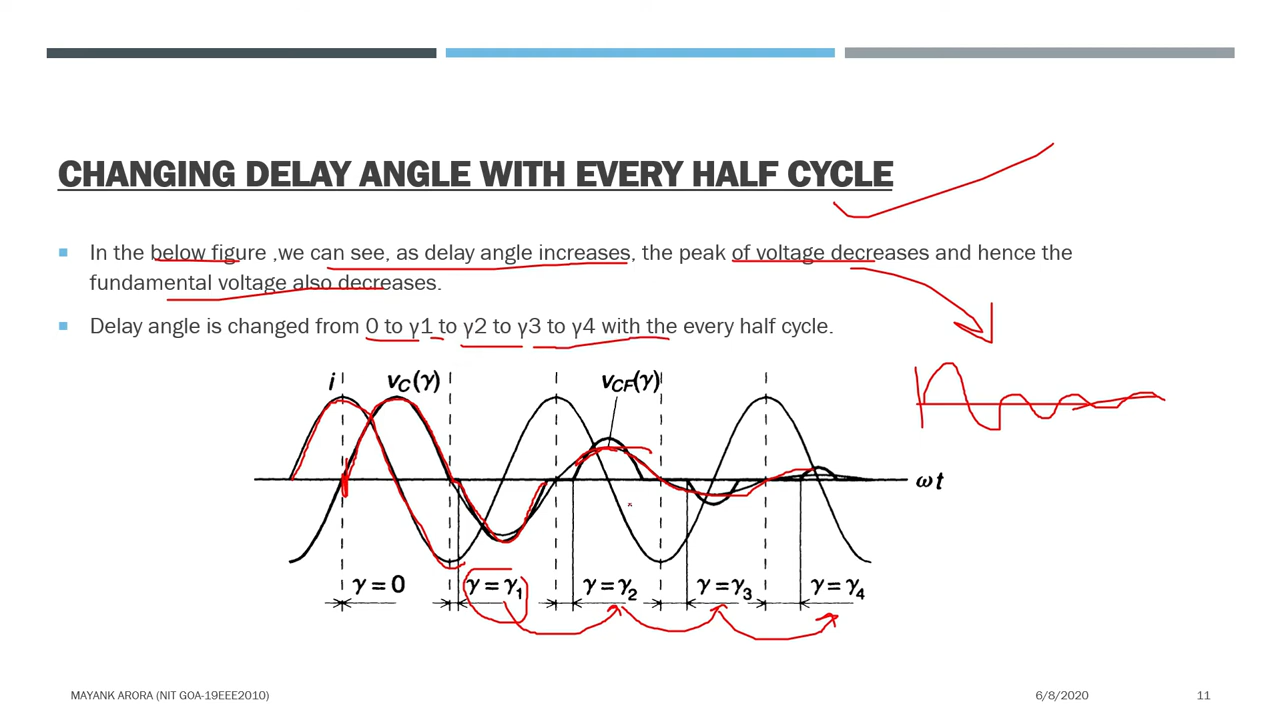 CHANGING DELAY ANGLE WITH EVERY HALF CYCLE
In the below figure ,we can see, as delay angle increases, the peak of voltage decreases and hence the
fundamental voltage also decreases.
Delay angle is changed from 0 to γ1 to γ2 to γ3 to γ4 with the every half cycle.
i vC(γ) vCF(γ)
ωt
γ = 0 γ = γ1 γ = γ2 γ = γ3 γ = γ4
MAYANK ARORA (NIT GOA-19EEE2010) 6/8/2020 11